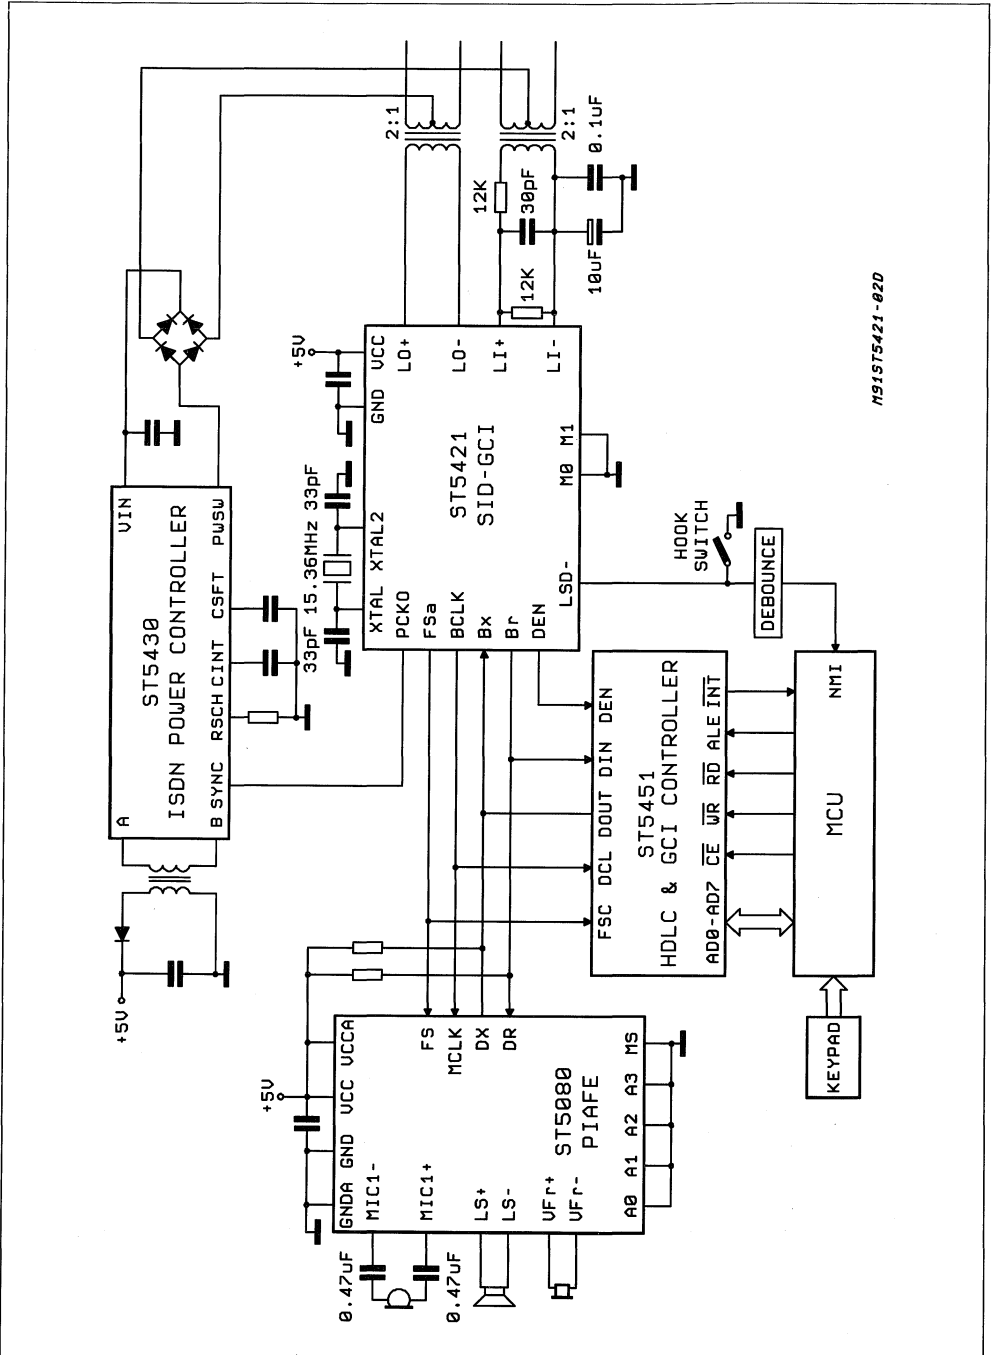 2:1
2:1
12K
30pF
0.1uF
12K
10uF
+5V
VIN
PWSW
ST5430
ISDN POWER CONTROLLER
A
B
SYNC
RSCH
CINT
CSFT
+5V
33pF
15.36MHz
33pF
XTAL
XTAL2
GND
VCC
LO+
LO-
LI+
LI-
ST5421
SID-GCI
PCKO
FSa
BCLK
Bx
Br
DEN
LSD-
M0
M1
HOOK
SWITCH
DEBOUNCE
FSC
DCL
DOUT
DIN
DEN
ST5451
HDLC & GCI CONTROLLER
AD0-AD7
CE
WR
RD
ALE
INT
NMI
MCU
KEYPAD
+5V
GNDA
GND
VCC
VCCA
MIC1-
MIC1+
LS+
LS-
VFr+
VFr-
FS
MCLK
DX
DR
ST5080
PIAFE
A0
A1
A2
A3
MS
0.47uF
0.47uF
M91ST5421-02D